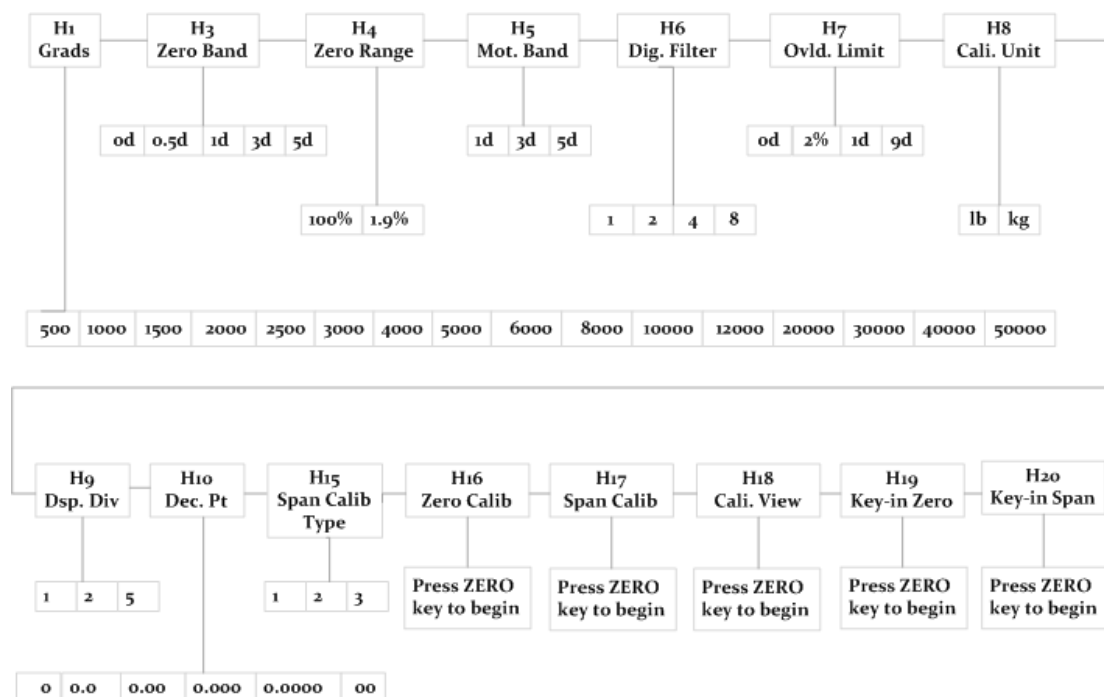 H1 H3 H4 H5 H6 H7 H8
Grads Zero Band Zero Range Mot. Band Dig. Filter Ovld. Limit Cali. Unit
0d 0.5d 1d 3d 5d 1d 3d 5d 0d 2% 1d 9d
100% 1.9% 1 2 4 8 lb kg
500 1000 1500 2000 2500 3000 4000 5000 6000 8000 10000 12000 20000 30000 40000 50000
H9 H10 H15 H16 H17 H18 H19 H20
Dsp. Div Dec. Pt Span Calib Zero Calib Span Calib Cali. View Key-in Zero Key-in Span
Type
Press ZERO Press ZERO Press ZERO Press ZERO Press ZERO
1 2 5 1 2 3 key to begin key to begin key to begin key to begin key to begin
0 0.0 0.00 0.000 0.0000 00